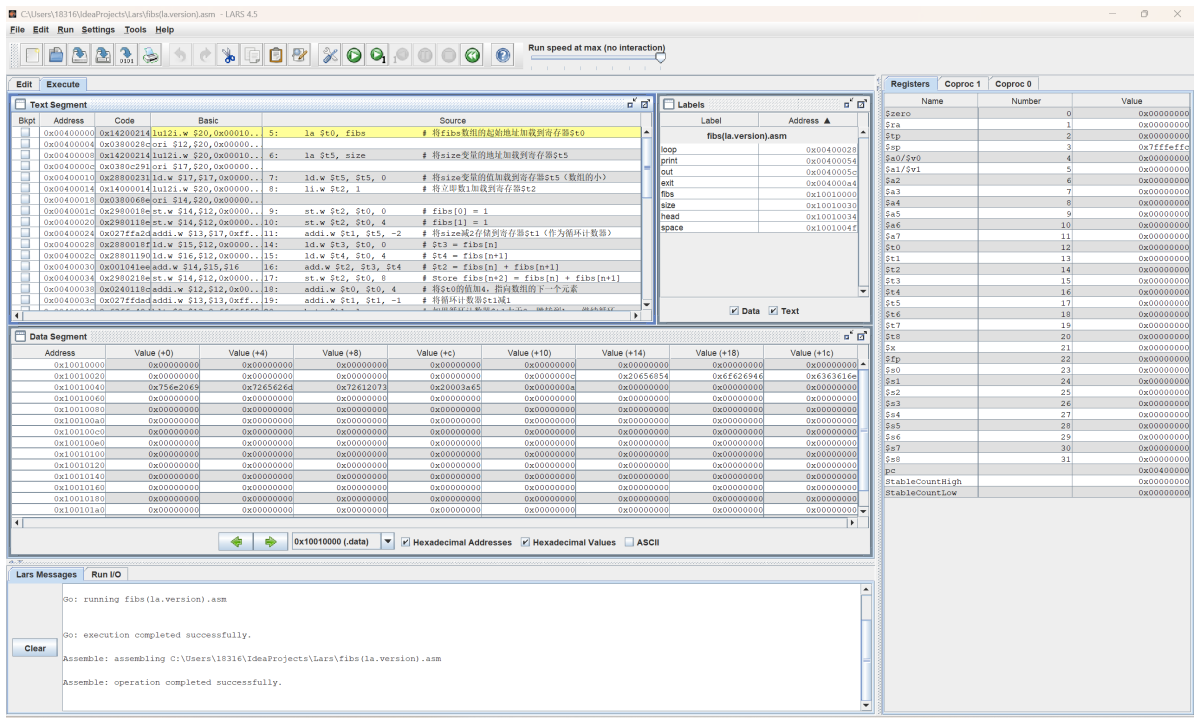 C:\Users\18316\IdeaProjects\Lars\fibs(la.version).asm - LARS 4.5
File Edit Run Settings Tools Help
Run speed at max (no interaction)
Edit Execute
Text Segment
Bkpt Address Code Basic Source
0x00400000 0x14200214 lu12i.w $20,0x00010... 5: la $t0, fibs # 将fibs数组的起始地址加载到寄存器$t0
0x00400004 0x0380028c ori $12,$20,0x0000...
0x00400008 0x14200214 lu12i.w $20,0x00010... 6: la $t5, size # 将size变量的地址加载到寄存器$t5
0x0040000c 0x0380c291 ori $17,$20,0x0000...
0x00400010 0x28800231 ld.w $17,$17,0x0000... 7: ld.w $t5, $t5, 0 # 将size变量的值加载到寄存器$t5（数组的小）
0x00400014 0x14000014 lu12i.w $20,0x0000... 8: li.w $t2, 1 # 将立即数1加载到寄存器$t2
0x00400018 0x0380068e ori $14,$20,0x0000...
0x0040001c 0x2980018e st.w $14,$12,0x0000... 9: st.w $t2, $t0, 0 # fibs[0] = 1
0x00400020 0x2980118e st.w $14,$12,0x0000... 10: st.w $t2, $t0, 4 # fibs[1] = 1
0x00400024 0x027ffa2d addi.w $13,$17,0xff... 11: addi.w $t1, $t5, -2 # 将size减2存储到寄存器$t1（作为循环计数器）
0x00400028 0x2880018f ld.w $15,$12,0x0000... 14: ld.w $t3, $t0, 0 # $t3 = fibs[n]
0x0040002c 0x28801190 ld.w $16,$12,0x0000... 15: ld.w $t4, $t0, 4 # $t4 = fibs[n+1]
0x00400030 0x001041ee add.w $14,$15,$16 16: add.w $t2, $t3, $t4 # $t2 = fibs[n] + fibs[n+1]
0x00400034 0x2980218e st.w $14,$12,0x0000... 17: st.w $t2, $t0, 8 # Store fibs[n+2] = fibs[n] + fibs[n+1]
0x00400038 0x0240118c addi.w $12,$12,0x00... 18: addi.w $t0, $t0, 4 # 将$t0的值加4，指向数组的下一个元素
0x0040003c 0x027ffdad addi.w $13,$13,0xff... 19: addi.w $t1, $t1, -1 # 将循环计数器$t1减1
Labels
Label Address ▲
fibs(la.version).asm
loop 0x00400028
print 0x00400054
out 0x0040005c
exit 0x004000a4
fibs 0x10010000
size 0x10010030
head 0x10010034
space 0x1001004f
Data Text
Data Segment
Address Value (+0) Value (+4) Value (+8) Value (+c) Value (+10) Value (+14) Value (+18) Value (+1c)
0x10010000 0x00000000 0x00000000 0x00000000 0x00000000 0x00000000 0x00000000 0x00000000 0x00000000
0x10010020 0x00000000 0x00000000 0x00000000 0x00000000 0x0000000c 0x20656854 0x6f626946 0x6363616e
0x10010040 0x756e2069 0x7265626d 0x72612073 0x20003a65 0x0000000a 0x00000000 0x00000000 0x00000000
0x10010060 0x00000000 0x00000000 0x00000000 0x00000000 0x00000000 0x00000000 0x00000000 0x00000000
0x10010080 0x00000000 0x00000000 0x00000000 0x00000000 0x00000000 0x00000000 0x00000000 0x00000000
0x100100a0 0x00000000 0x00000000 0x00000000 0x00000000 0x00000000 0x00000000 0x00000000 0x00000000
0x100100c0 0x00000000 0x00000000 0x00000000 0x00000000 0x00000000 0x00000000 0x00000000 0x00000000
0x100100e0 0x00000000 0x00000000 0x00000000 0x00000000 0x00000000 0x00000000 0x00000000 0x00000000
0x10010100 0x00000000 0x00000000 0x00000000 0x00000000 0x00000000 0x00000000 0x00000000 0x00000000
0x10010120 0x00000000 0x00000000 0x00000000 0x00000000 0x00000000 0x00000000 0x00000000 0x00000000
0x10010140 0x00000000 0x00000000 0x00000000 0x00000000 0x00000000 0x00000000 0x00000000 0x00000000
0x10010160 0x00000000 0x00000000 0x00000000 0x00000000 0x00000000 0x00000000 0x00000000 0x00000000
0x10010180 0x00000000 0x00000000 0x00000000 0x00000000 0x00000000 0x00000000 0x00000000 0x00000000
0x100101a0 0x00000000 0x00000000 0x00000000 0x00000000 0x00000000 0x00000000 0x00000000 0x00000000
0x10010000 (.data) Hexadecimal Addresses Hexadecimal Values ASCII
Lars Messages Run I/O
Go: running fibs(la.version).asm
Go: execution completed successfully.
Assemble: assembling C:\Users\18316\IdeaProjects\Lars\fibs(la.version).asm
Assemble: operation completed successfully.
Clear
Registers Coproc 1 Coproc 0
Name Number Value
$zero 0 0x00000000
$ra 1 0x00000000
$tp 2 0x00000000
$sp 3 0x7fffeffc
$a0/$v0 4 0x00000000
$a1/$v1 5 0x00000000
$a2 6 0x00000000
$a3 7 0x00000000
$a4 8 0x00000000
$a5 9 0x00000000
$a6 10 0x00000000
$a7 11 0x00000000
$t0 12 0x00000000
$t1 13 0x00000000
$t2 14 0x00000000
$t3 15 0x00000000
$t4 16 0x00000000
$t5 17 0x00000000
$t6 18 0x00000000
$t7 19 0x00000000
$t8 20 0x00000000
$x 21 0x00000000
$fp 22 0x00000000
$s0 23 0x00000000
$s1 24 0x00000000
$s2 25 0x00000000
$s3 26 0x00000000
$s4 27 0x00000000
$s5 28 0x00000000
$s6 29 0x00000000
$s7 30 0x00000000
$s8 31 0x00000000
pc 0x00400000
StableCountHigh 0x00000000
StableCountLow 0x00000000